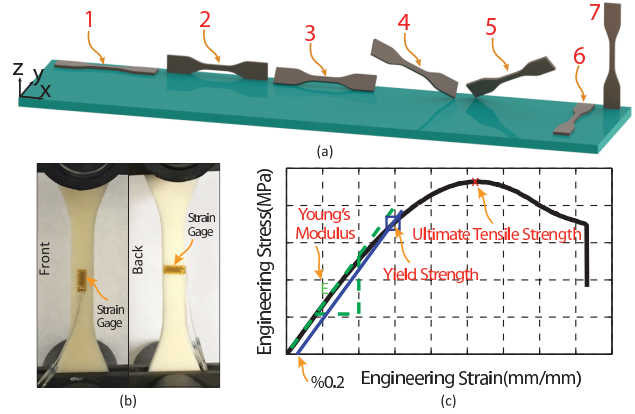 1
2
3
4
5
6
7
z
y
x
(a)
Front
Strain
Gage
Back
Strain
Gage
(b)
Engineering Stress(MPa)
Young's
Modulus
E
Ultimate Tensile Strength
Yield Strength
%0.2
Engineering Strain(mm/mm)
(c)